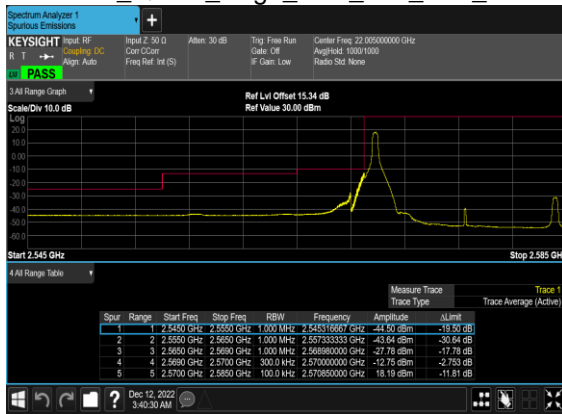 Spectrum Analyzer 1
Spurious Emissions
+
KEYSIGHT Input: RF Input Z: 50 Ω Atten: 30 dB Trig: Free Run Center Freq: 22.005000000 GHz
R T Coupling: DC Corr CCorr Gate: Off Avg|Hold: 1000/1000
Align: Auto Freq Ref: Int (S) IF Gain: Low Radio Std: None
PASS
3 All Range Graph
Ref Lvl Offset 15.34 dB
Scale/Div 10.0 dB Ref Value 30.00 dBm
Log
20.0
10.0
0.00
-10.0
-20.0
-30.0
-40.0
-50.0
-60.0
Start 2.545 GHz Stop 2.585 GH
4 All Range Table
Measure Trace Trace 1
Trace Type Trace Average (Active)
Spur Range Start Freq Stop Freq RBW Frequency Amplitude ΔLimit
1 1 2.5450 GHz 2.5550 GHz 1.000 MHz 2.545316667 GHz -44.50 dBm -19.50 dB
2 2 2.5550 GHz 2.5650 GHz 1.000 MHz 2.557333333 GHz -43.64 dBm -30.64 dB
3 3 2.5650 GHz 2.5690 GHz 1.000 MHz 2.568980000 GHz -27.78 dBm -17.78 dB
4 4 2.5690 GHz 2.5700 GHz 300.0 kHz 2.570000000 GHz -12.75 dBm -2.753 dB
5 5 2.5700 GHz 2.5850 GHz 100.0 kHz 2.570850000 GHz 18.19 dBm -11.81 dB
? Dec 12, 2022
3:40:30 AM